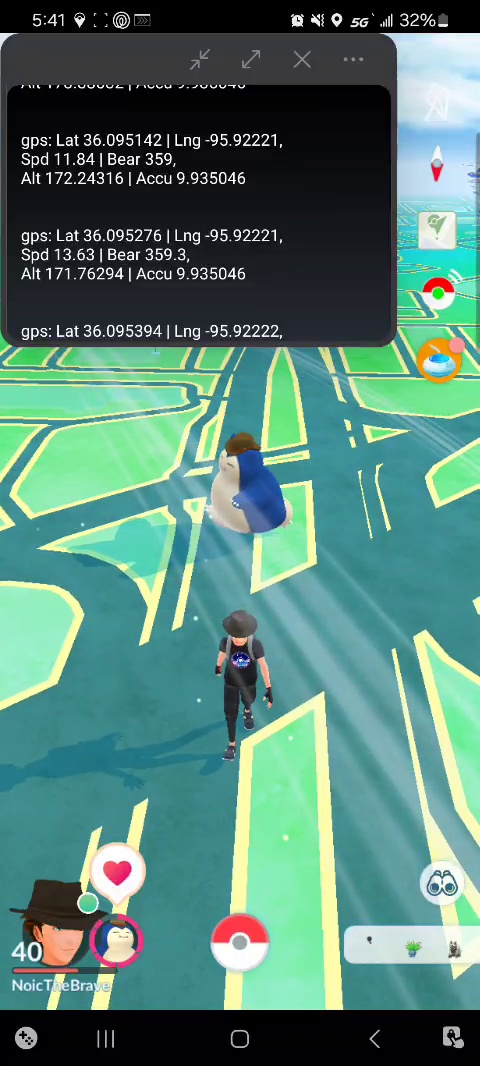 5:41
5G
32%
gps: Lat 36.095142 | Lng -95.92221,
Spd 11.84 | Bear 359,
Alt 172.24316 | Accu 9.935046
gps: Lat 36.095276 | Lng -95.92221,
Spd 13.63 | Bear 359.3,
Alt 171.76294 | Accu 9.935046
gps: Lat 36.095394 | Lng -95.92222,
40
NoicTheBrave